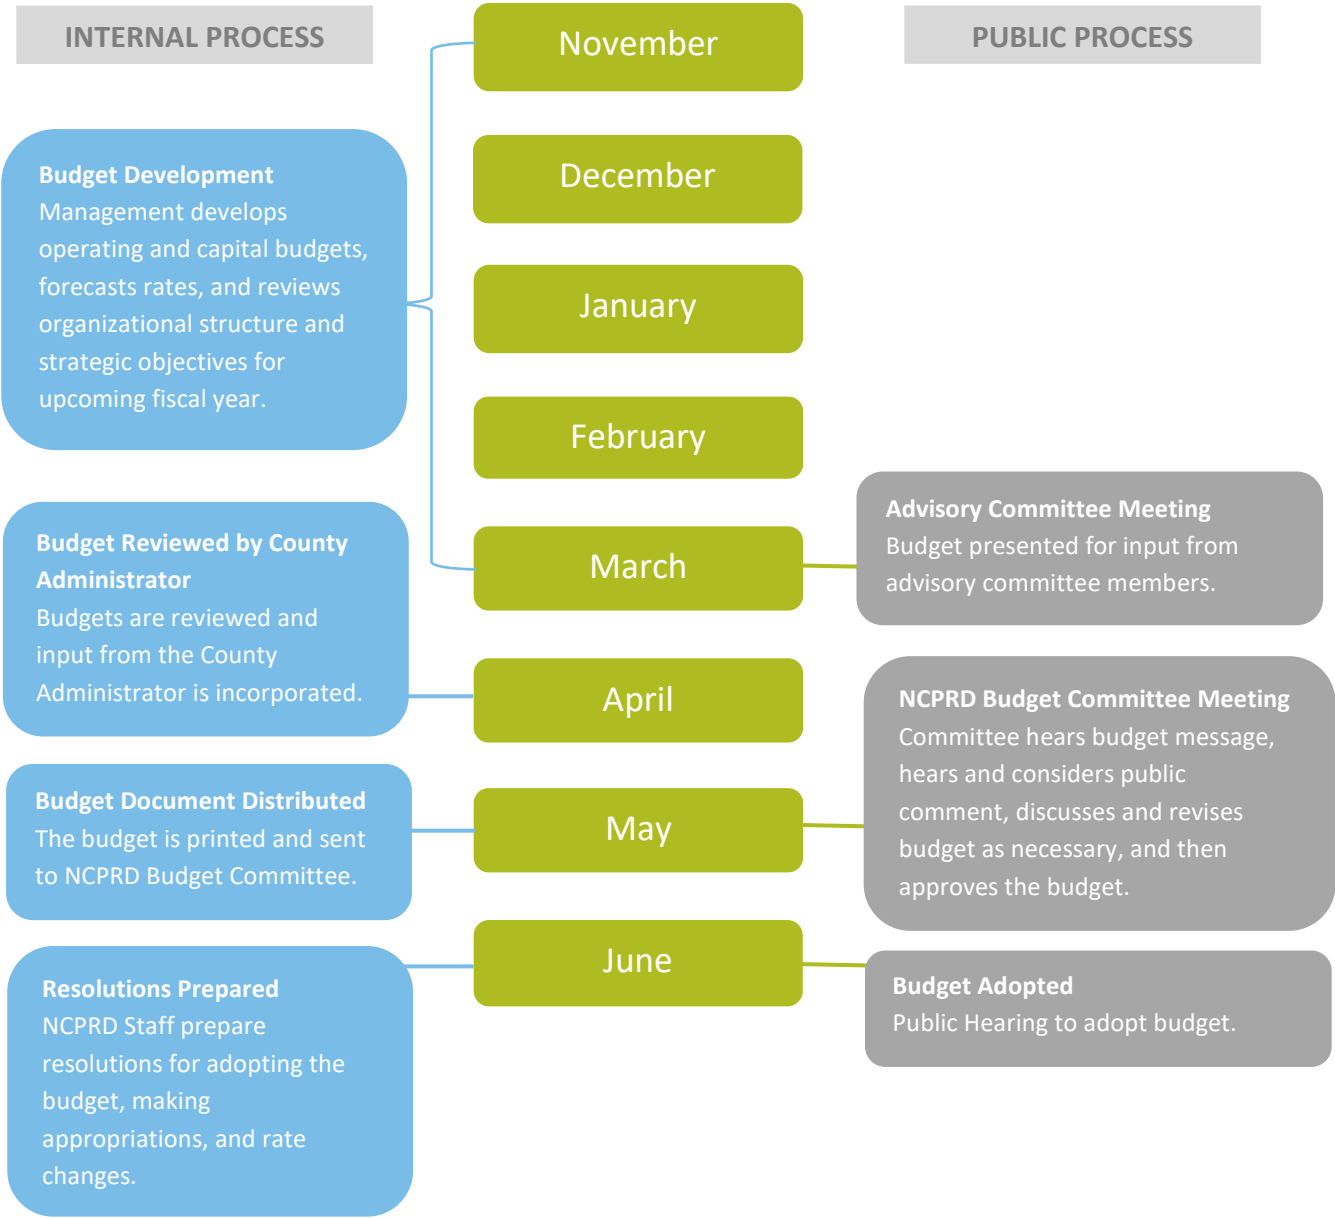 INTERNAL PROCESS
Budget Development
Management develops
operating and capital budgets,
forecasts rates, and reviews
organizational structure and
strategic objectives for
upcoming fiscal year.
Budget Reviewed by County
Administrator
Budgets are reviewed and
input from the County
Administrator is incorporated.
Budget Document Distributed
The budget is printed and sent
to NCPRD Budget Committee.
Resolutions Prepared
NCPRD Staff prepare
resolutions for adopting the
budget, making
appropriations, and rate
changes.
November
December
January
February
March
April
May
June
PUBLIC PROCESS
Advisory Committee Meeting
Budget presented for input from
advisory committee members.
NCPRD Budget Committee Meeting
Committee hears budget message,
hears and considers public
comment, discusses and revises
budget as necessary, and then
approves the budget.
Budget Adopted
Public Hearing to adopt budget.